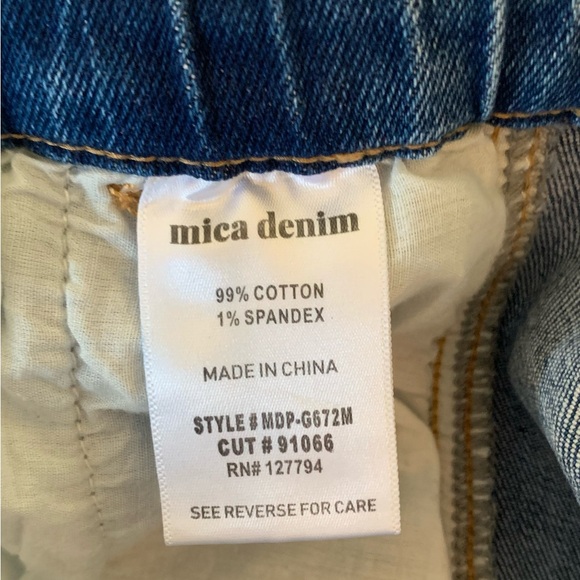 mica denim
99% COTTON
1% SPANDEX
MADE IN CHINA
STYLE # MDP-G672M
CUT # 91066
RN# 127794
SEE REVERSE FOR CARE